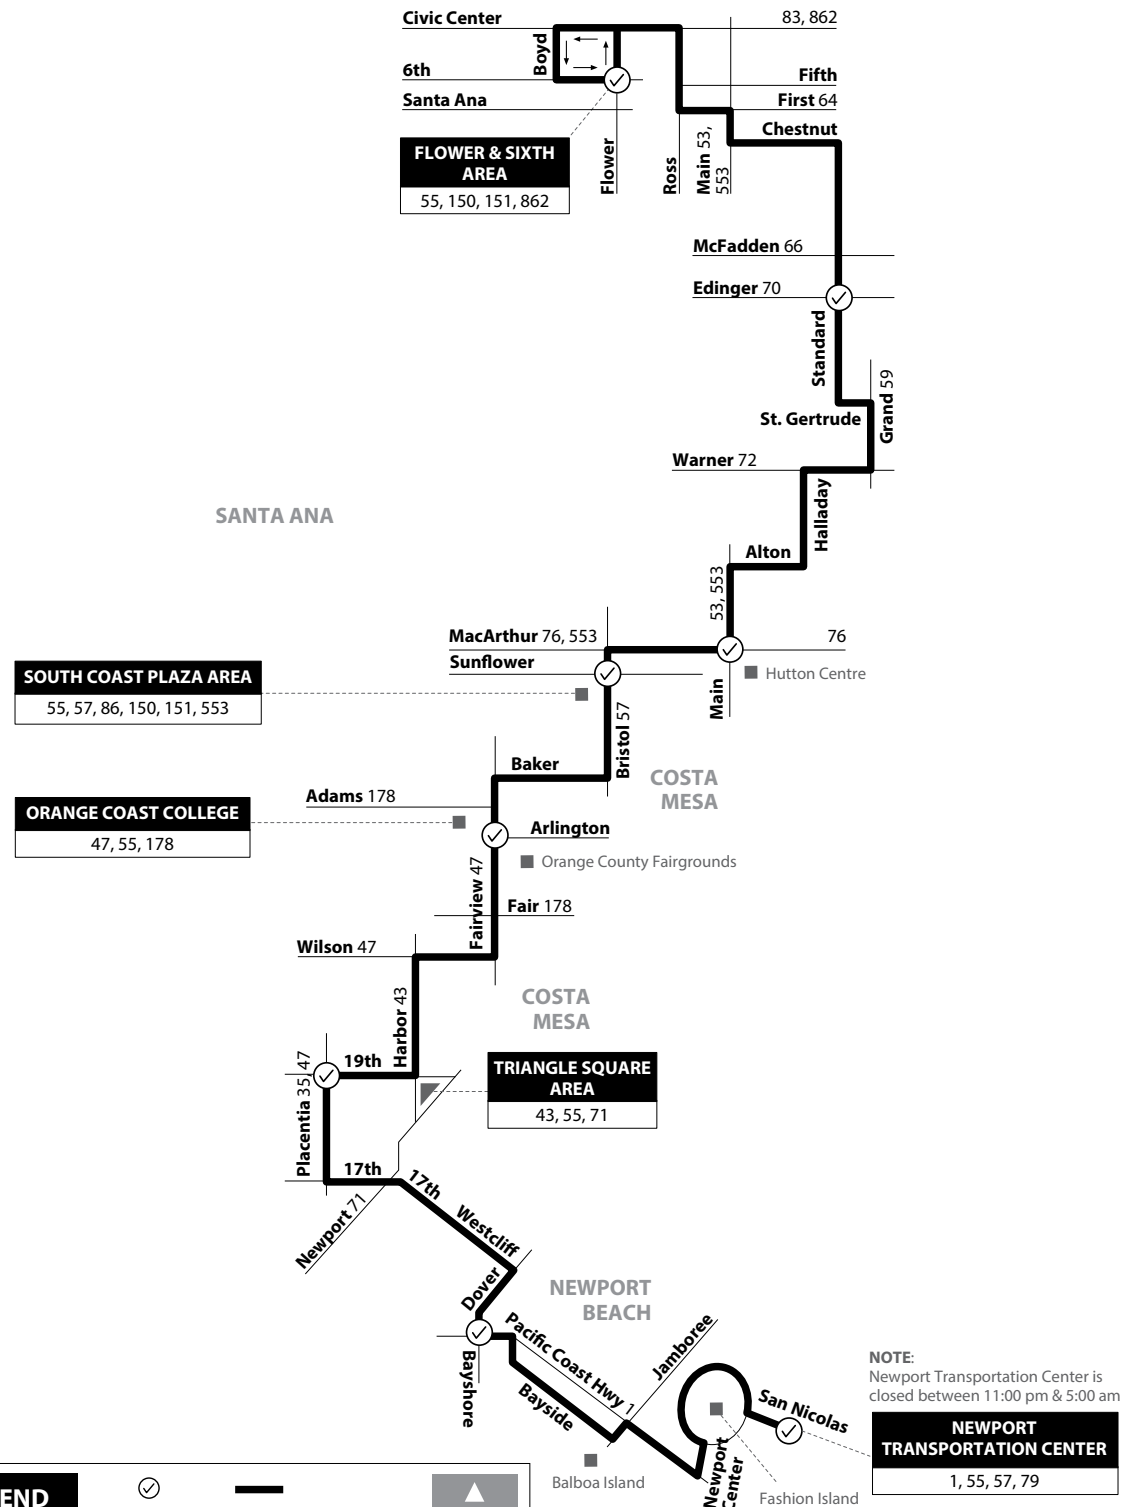 Civic Center
83, 862
Boyd
6th
Fifth
Santa Ana
First 64
Chestnut
FLOWER & SIXTH
AREA
55, 150, 151, 862
Flower
Ross
Main 53,
553
McFadden 66
Edinger 70
Standard
Grand 59
St. Gertrude
Warner 72
Halladay
SANTA ANA
Alton
53, 553
MacArthur 76, 553
76
Sunflower
Hutton Centre
SOUTH COAST PLAZA AREA
55, 57, 86, 150, 151, 553
Main
Bristol 57
Baker
COSTA
MESA
Adams 178
ORANGE COAST COLLEGE
47, 55, 178
Arlington
Orange County Fairgrounds
Fairview 47
Fair 178
Wilson 47
Harbor 43
COSTA
MESA
19th
TRIANGLE SQUARE
AREA
43, 55, 71
Placentia 35, 47
17th
17th
Newport 71
Westcliff
Dover
NEWPORT
BEACH
Pacific Coast Hwy 1
Jamboree
Bayshore
Bayside
NOTE:
Newport Transportation Center is
closed between 11:00 pm & 5:00 am
San Nicolas
NEWPORT
TRANSPORTATION CENTER
1, 55, 57, 79
Balboa Island
Newport
Center
Fashion Island
END